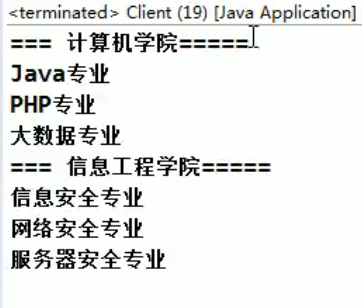 <terminated> Client (19) [Java Application]
=== 计算机学院=====
Java专业
PHP专业
大数据专业
=== 信息工程学院=====
信息安全专业
网络安全专业
服务器安全专业